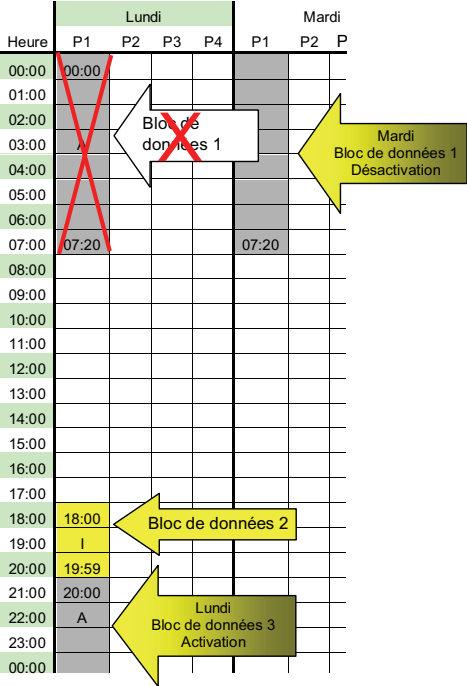 Lundi Mardi
Heure P1 P2 P3 P4 P1 P2 P
00:00 00:00
01:00
02:00 Bloc de
03:00 A données 1
Mardi
Bloc de données 1
Désactivation
04:00
05:00
06:00
07:00 07:20 07:20
08:00
09:00
10:00
11:00
12:00
13:00
14:00
15:00
16:00
17:00
18:00 18:00 Bloc de données 2
19:00 I
20:00 19:59
21:00 20:00
22:00 A
Lundi
Bloc de données 3
Activation
23:00
00:00